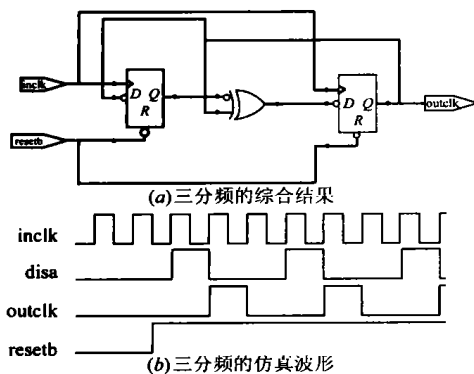 inclk
D Q
R
resetb
D Q
R
outclk
(a)三分频的综合结果
inclk
disa
outclk
resetb
(b)三分频的仿真波形